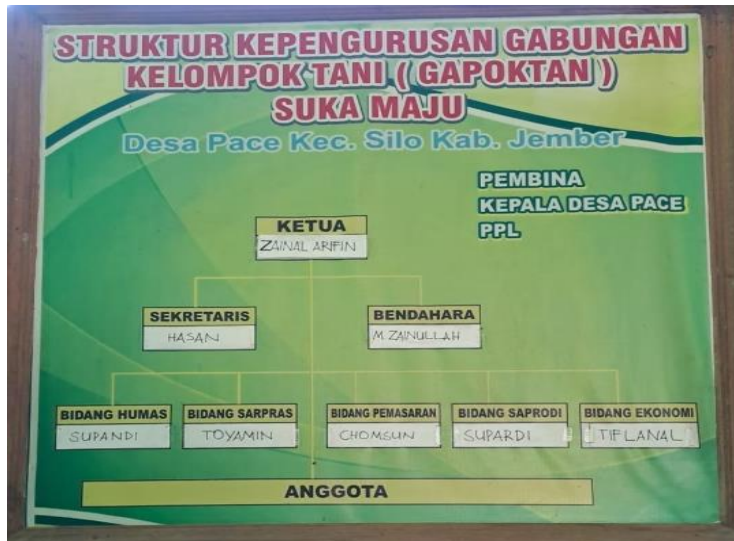 STRUKTUR KEPENGURUSAN GABUNGAN
KELOMPOK TANI ( GAPOKTAN )
SUKA MAJU
Desa Pace Kec. Silo Kab. Jember
PEMBINA
KEPALA DESA PACE
PPL
KETUA
ZAINAL ARIFIN
SEKRETARIS
HASAN
BENDAHARA
M. ZAINULLAH
BIDANG HUMAS
SUPANDI
BIDANG SARPRAS
TOYAMIN
BIDANG PEMASARAN
CHOMSUN
BIDANG SAPRODI
SUPARDI
BIDANG EKONOMI
TIFLANAL
ANGGOTA